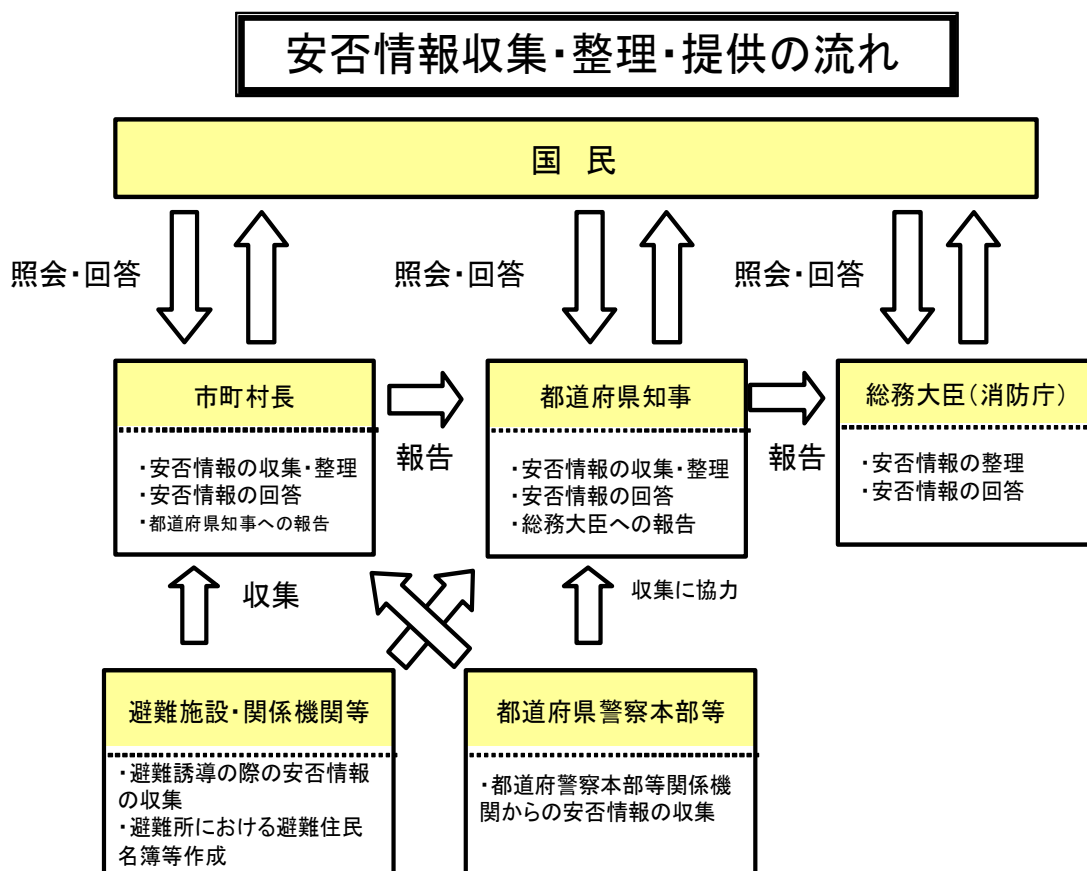 安否情報収集・整理・提供の流れ
国　民
照会・回答
照会・回答
照会・回答
市町村長
・安否情報の収集・整理
・安否情報の回答
・都道府県知事への報告
報告
都道府県知事
・安否情報の収集・整理
・安否情報の回答
・総務大臣への報告
報告
総務大臣（消防庁）
・安否情報の整理
・安否情報の回答
収集
収集に協力
避難施設・関係機関等
・避難誘導の際の安否情報
の収集
・避難所における避難住民
名簿等作成
都道府県警察本部等
・都道府警察本部等関係機
関からの安否情報の収集